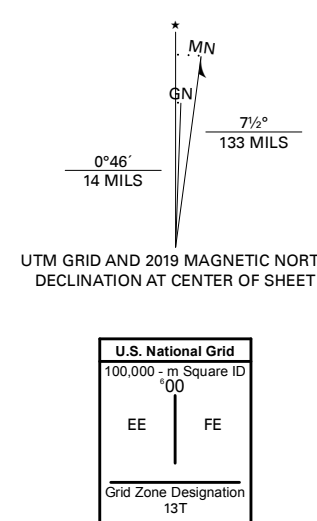 ★
MN
GN
7½°
133 MILS
0°46´
14 MILS
UTM GRID AND 2019 MAGNETIC NORT
DECLINATION AT CENTER OF SHEET
U.S. National Grid
100,000 - m Square ID
⁶00
EE FE
Grid Zone Designation
13T